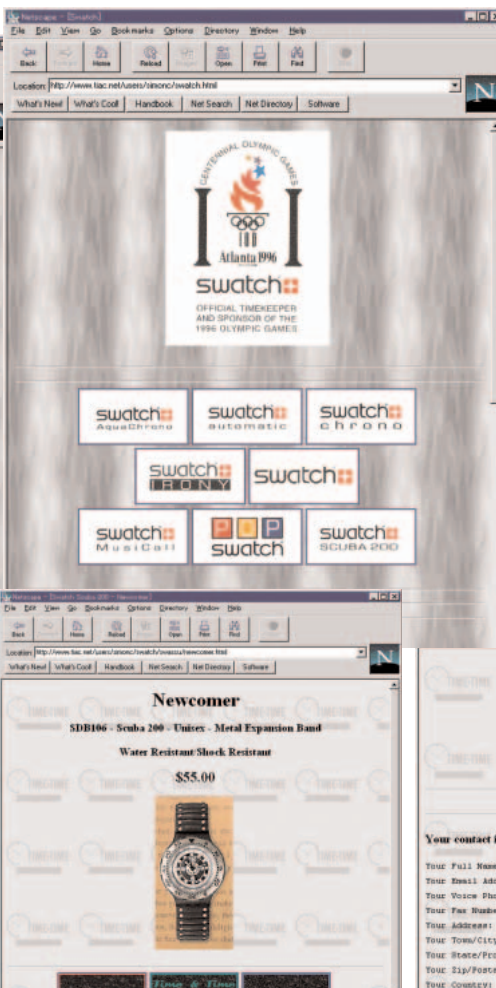 Netscape - [Swatch]
File Edit View Go Bookmarks Options Directory Window Help
Back Home Reload Open Print Find
Location: http://www.tiac.net/users/simonc/swatch.html
What's New! What's Cool! Handbook Net Search Net Directory Software
N
CENTENNIAL OLYMPIC GAMES
Atlanta 1996
swatch
OFFICIAL TIMEKEEPER
AND SPONSOR OF THE
1996 OLYMPIC GAMES
swatch AquaChrono
swatch automatic
swatch chrono
swatch IRONY
swatch
swatch MusiCall
POP swatch
swatch SCUBA 200
Netscape - [Swatch Scuba 200 - Newcomer]
File Edit View Go Bookmarks Options Directory Window Help
Back Home Reload Open Print Find
What's New! What's Cool! Handbook Net Search Net Directory Software
N
Newcomer
SDB106 - Scuba 200 - Unisex - Metal Expansion Band
Water Resistant/Shock Resistant
$55.00
Time & Time
TIME-TIME
Your contact
Your Full Name
Your Email
Your Voice
Your Fax
Your Address:
Your Town/City
Your
Your
Your Country: